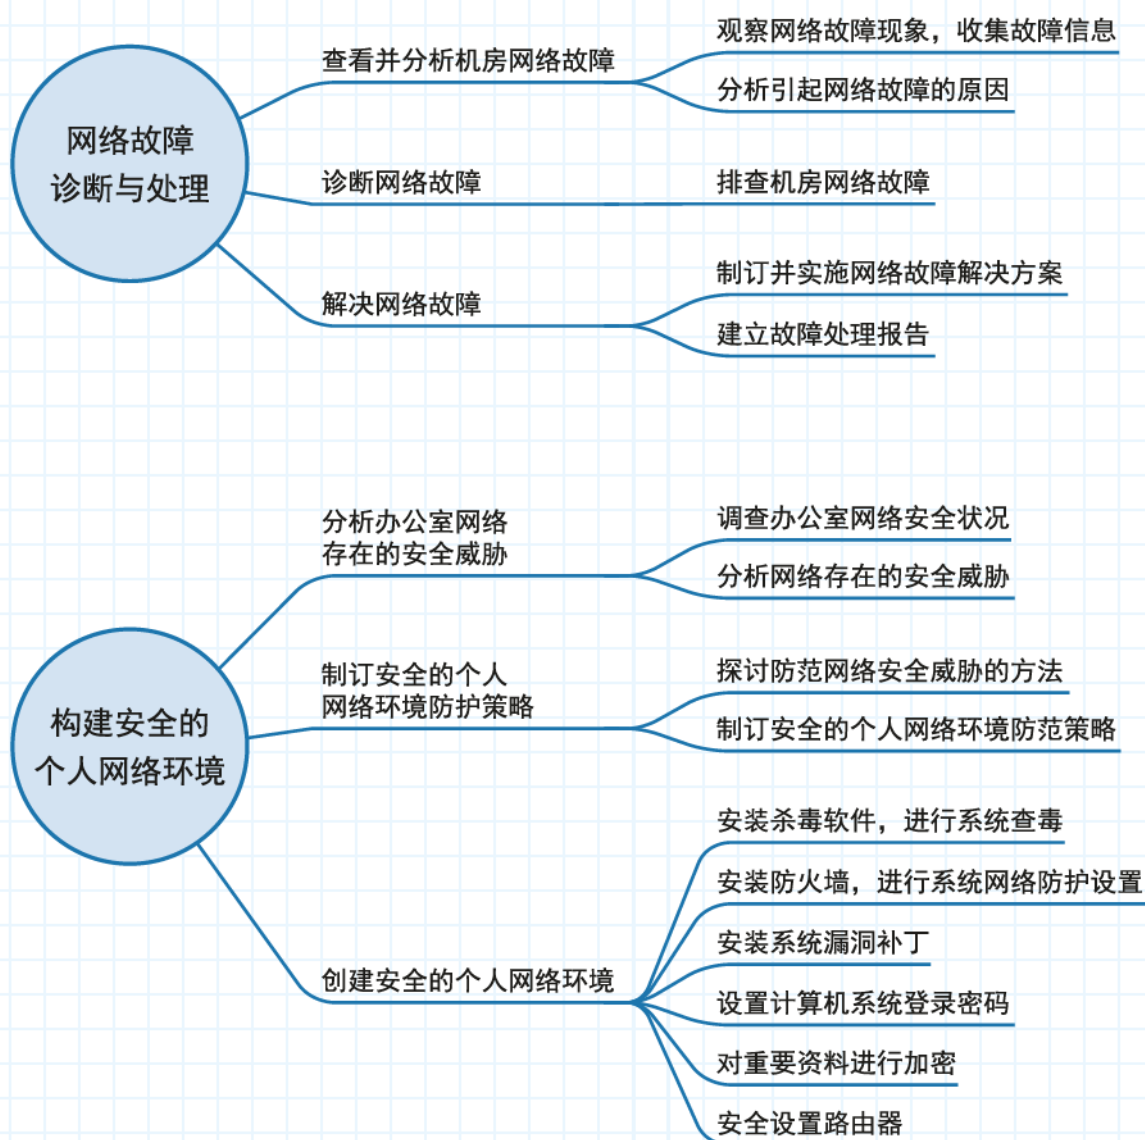 网络故障
诊断与处理
查看并分析机房网络故障
观察网络故障现象，收集故障信息
分析引起网络故障的原因
诊断网络故障
排查机房网络故障
解决网络故障
制订并实施网络故障解决方案
建立故障处理报告
构建安全的
个人网络环境
分析办公室网络
存在的安全威胁
调查办公室网络安全状况
分析网络存在的安全威胁
制订安全的个人
网络环境防护策略
探讨防范网络安全威胁的方法
制订安全的个人网络环境防范策略
创建安全的个人网络环境
安装杀毒软件，进行系统查毒
安装防火墙，进行系统网络防护设置
安装系统漏洞补丁
设置计算机系统登录密码
对重要资料进行加密
安全设置路由器